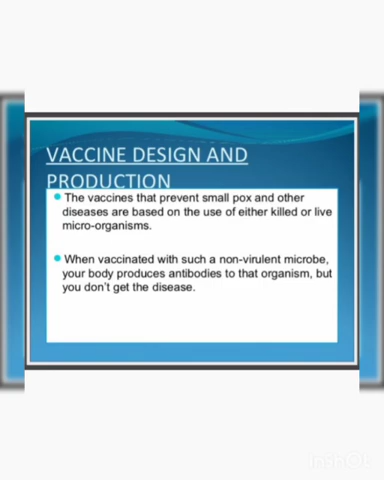 VACCINE DESIGN AND
PRODUCTION
The vaccines that prevent small pox and other
diseases are based on the use of either killed or live
micro-organisms.
When vaccinated with such a non-virulent microbe,
your body produces antibodies to that organism, but
you don't get the disease.